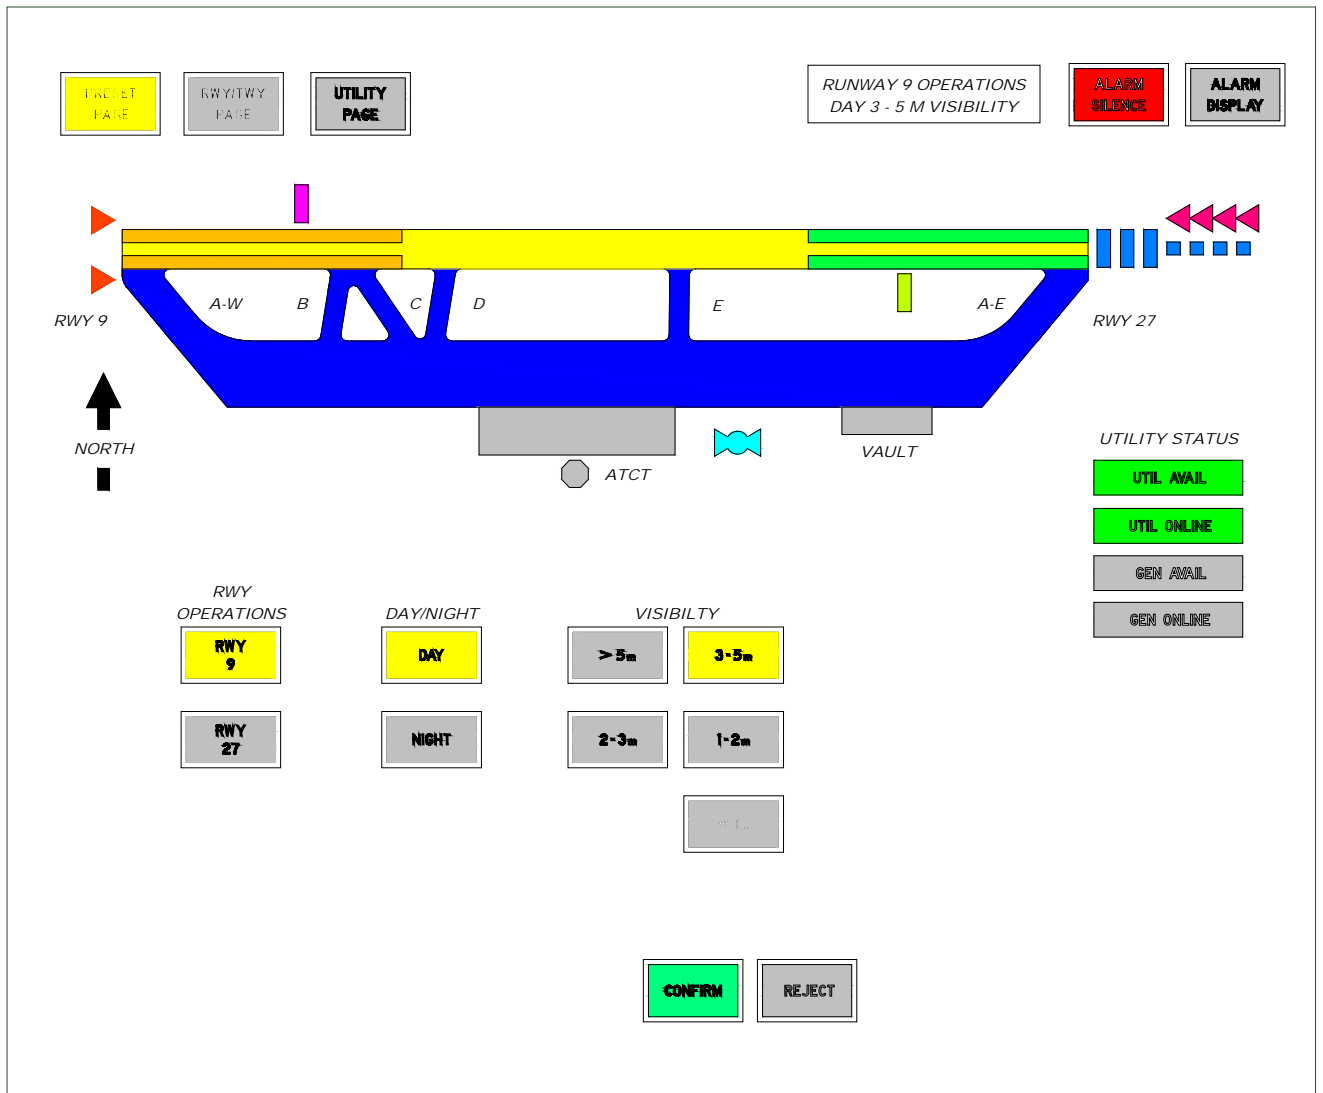 PRESET
PAGE
RWY/TWY
PAGE
UTILITY
PAGE
RUNWAY 9 OPERATIONS
DAY 3 - 5 M VISIBILITY
ALARM
SILENCE
ALARM
DISPLAY
A-W
B
C
D
E
A-E
RWY 9
RWY 27
NORTH
ATCT
VAULT
UTILITY STATUS
UTIL AVAIL
UTIL ONLINE
GEN AVAIL
GEN ONLINE
RWY
OPERATIONS
DAY/NIGHT
VISIBILTY
RWY
9
DAY
>5m
3-5m
RWY
27
NIGHT
2-3m
1-2m
CONFIRM
REJECT